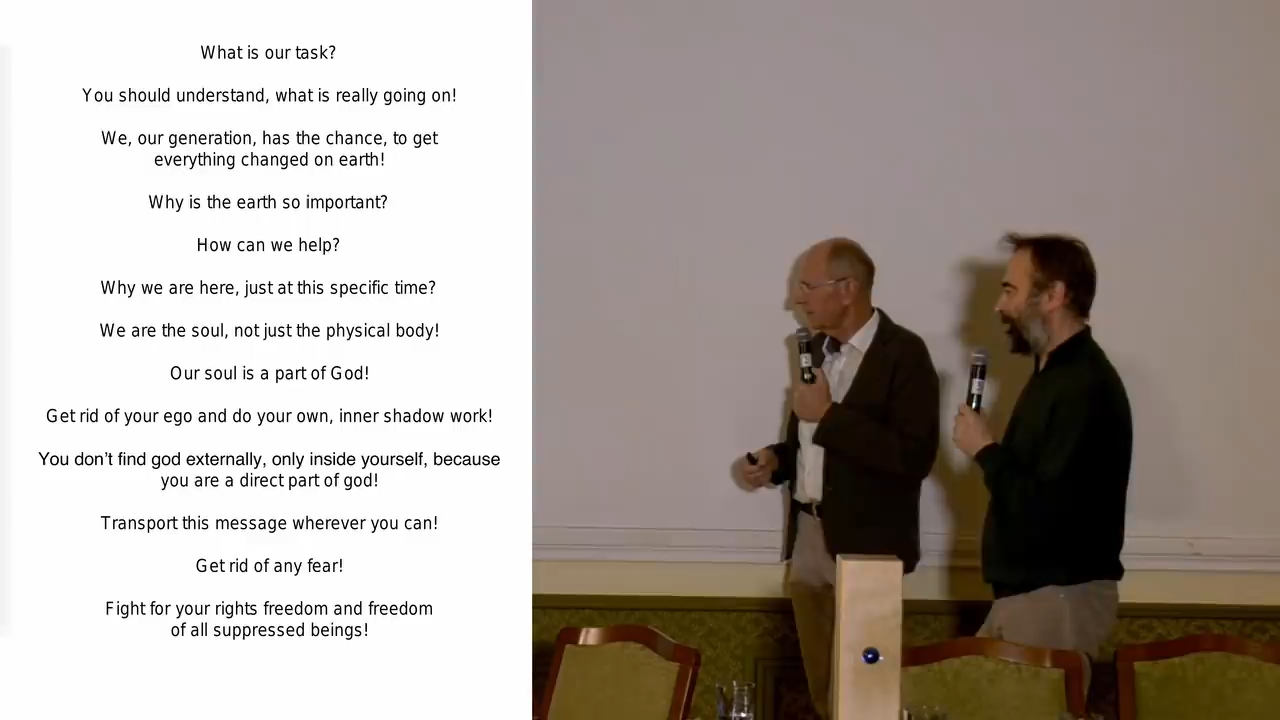 What is our task?
You should understand, what is really going on!
We, our generation, has the chance, to get
everything changed on earth!
Why is the earth so important?
How can we help?
Why we are here, just at this specific time?
We are the soul, not just the physical body!
Our soul is a part of God!
Get rid of your ego and do your own, inner shadow work!
You don’t find god externally, only inside yourself, because
you are a direct part of god!
Transport this message wherever you can!
Get rid of any fear!
Fight for your rights freedom and freedom
of all suppressed beings!